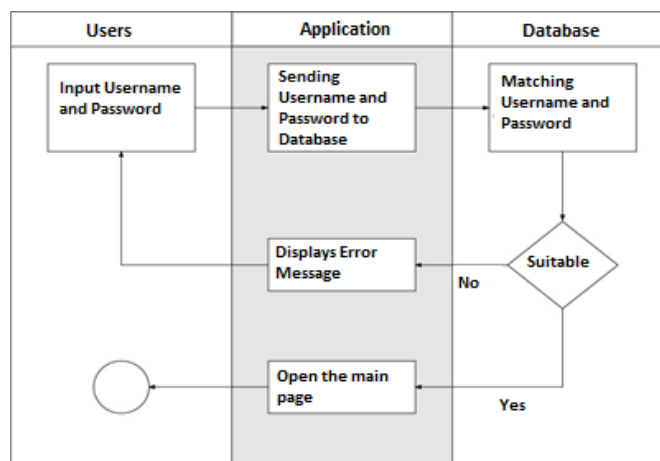 Users
Application
Database
Input Username
and Password
Sending
Username and
Password to
Database
Matching
Username and
Password
Displays Error
Message
No
Suitable
Open the main
page
Yes